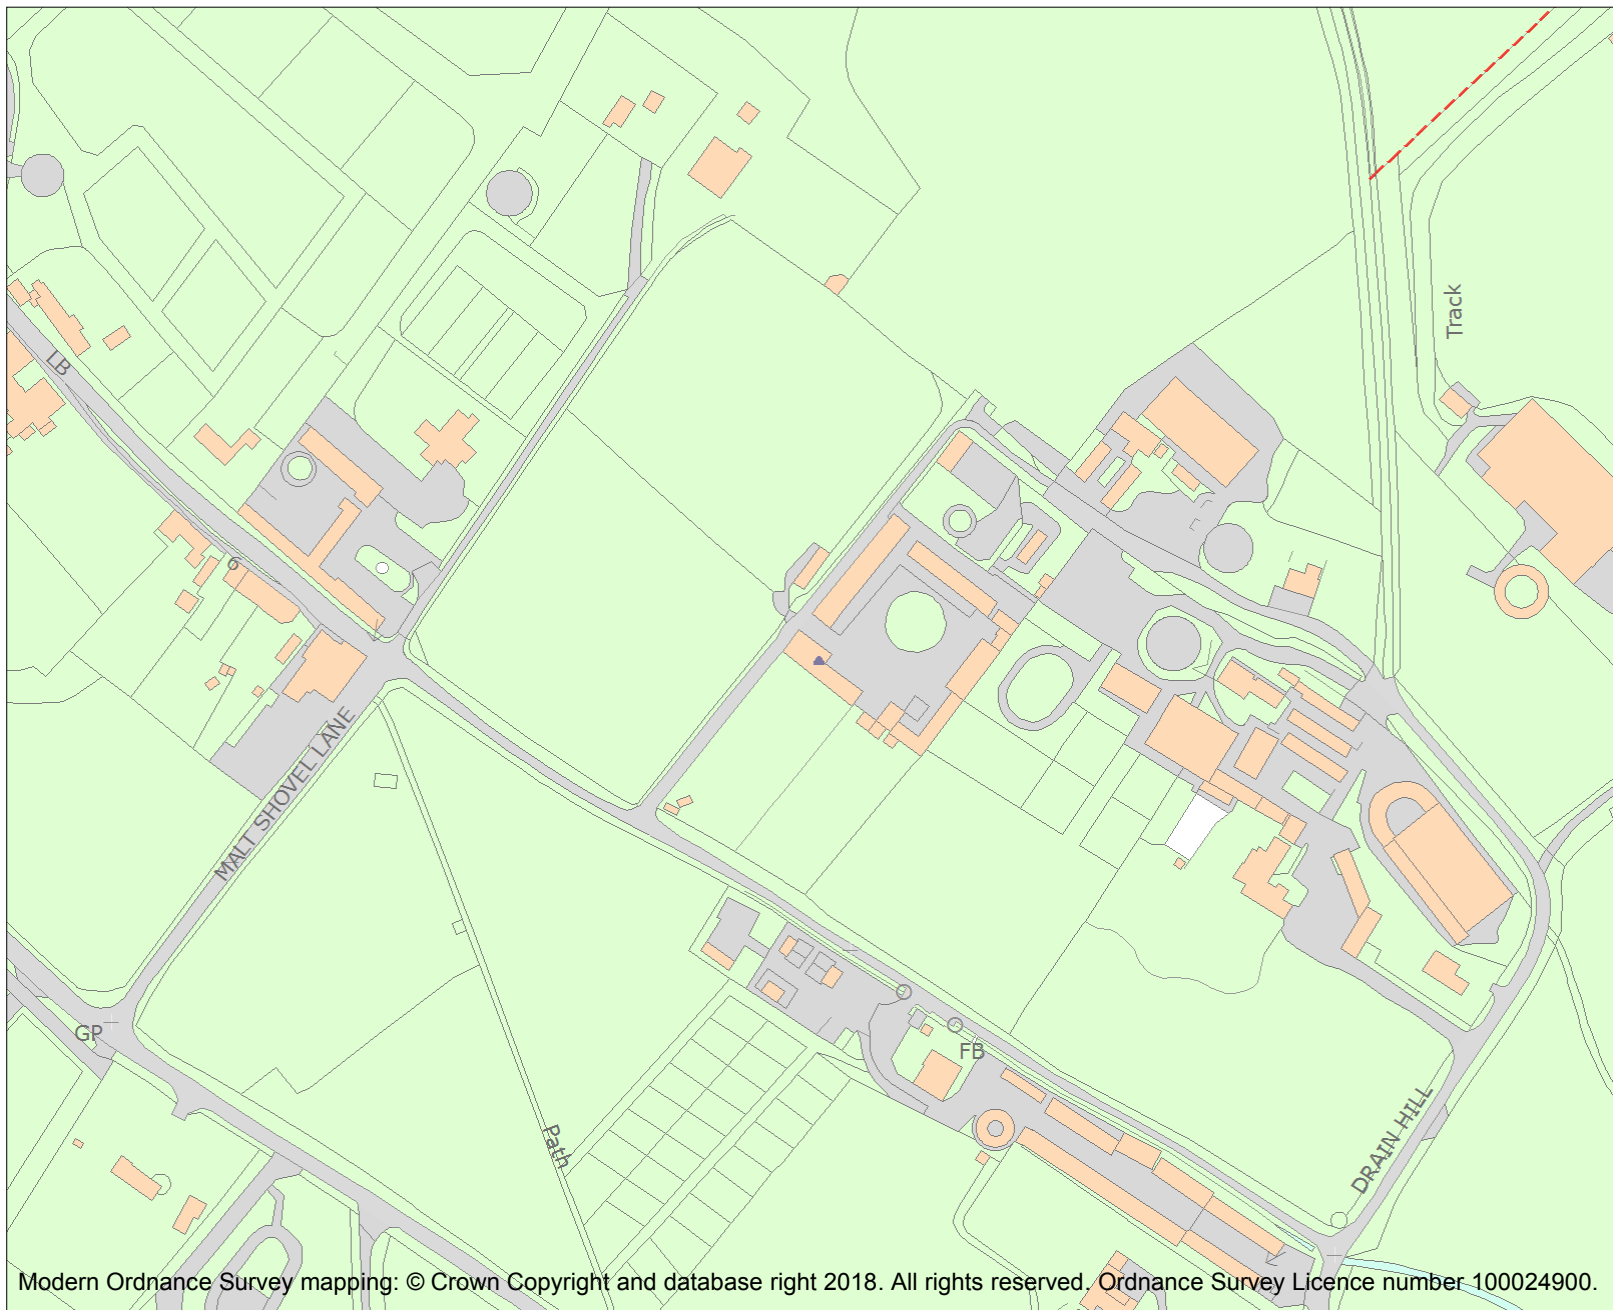 Track
LB
6
MALT SHOVEL LANE
GP
FB
Path
DRAIN HILL
Modern Ordnance Survey mapping: © Crown Copyright and database right 2018. All rights reserved. Ordnance Survey Licence number 100024900.